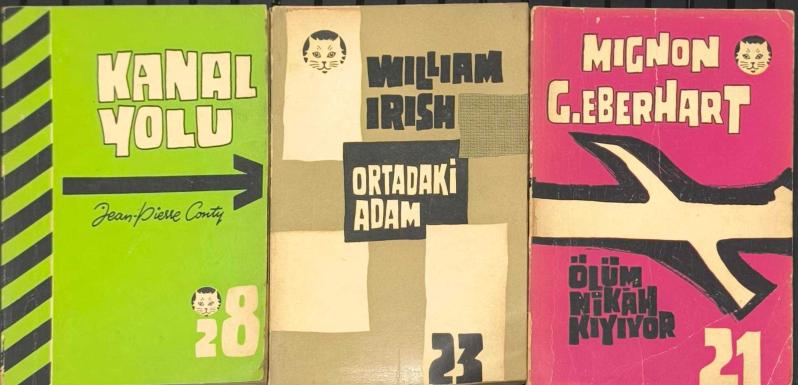 KANAL
YOLU
Jean-Pierre Conty
28
WILLIAM
IRISH
ORTADAKİ
ADAM
23
MIGNON
G. EBERHART
ÖLÜM
NİKAH
KIYIYOR
21